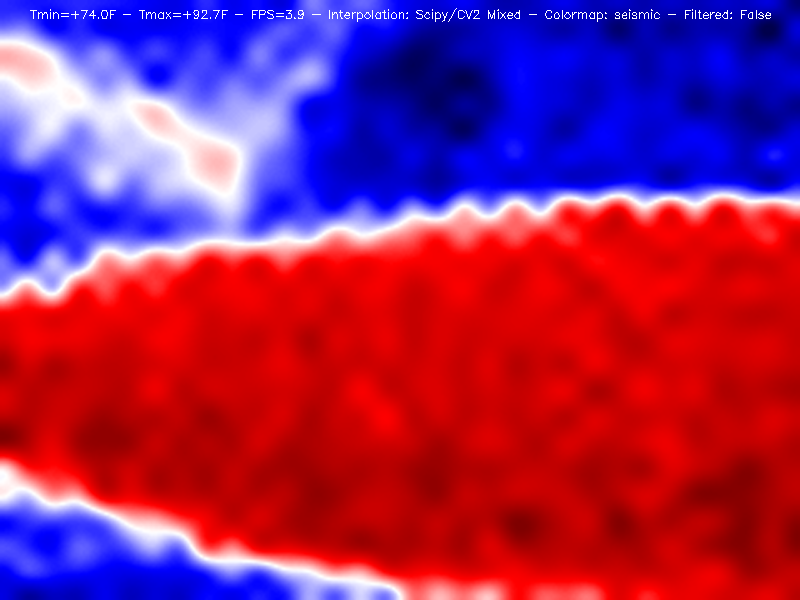 Tmin=+74.0F - Tmax=+92.7F - FPS=3.9 - Interpolation: Scipy/CV2 Mixed - Colormap: seismic - Filtered: False